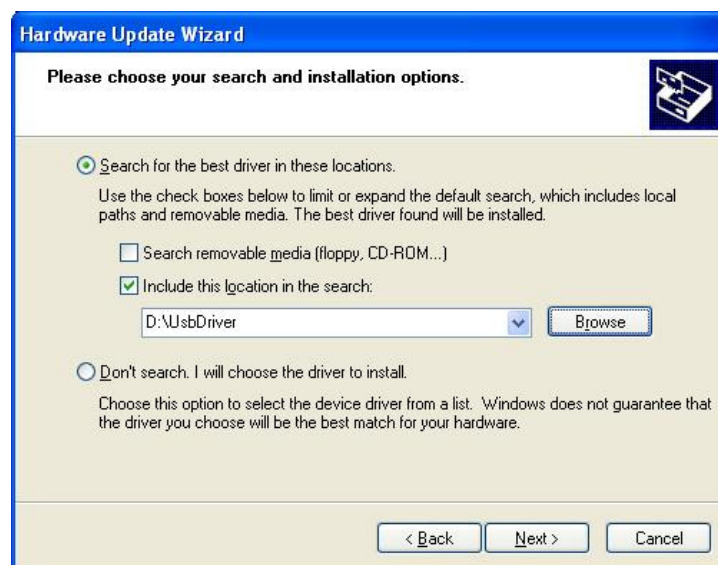 Hardware Update Wizard
Please choose your search and installation options.
Search for the best driver in these locations.
Use the check boxes below to limit or expand the default search, which includes local
paths and removable media. The best driver found will be installed.
Search removable media (floppy, CD-ROM...)
Include this location in the search:
D:\UsbDriver
Browse
Don't search. I will choose the driver to install.
Choose this option to select the device driver from a list. Windows does not guarantee that
the driver you choose will be the best match for your hardware.
< Back
Next >
Cancel